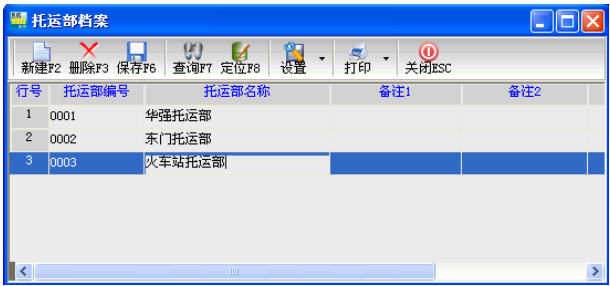 托运部档案
新建F2 删除F3 保存F6 查询F7 定位F8 设置 打印 关闭ESC
行号 托运部编号 托运部名称 备注1 备注2
1 0001 华强托运部
2 0002 东门托运部
3 0003 火车站托运部